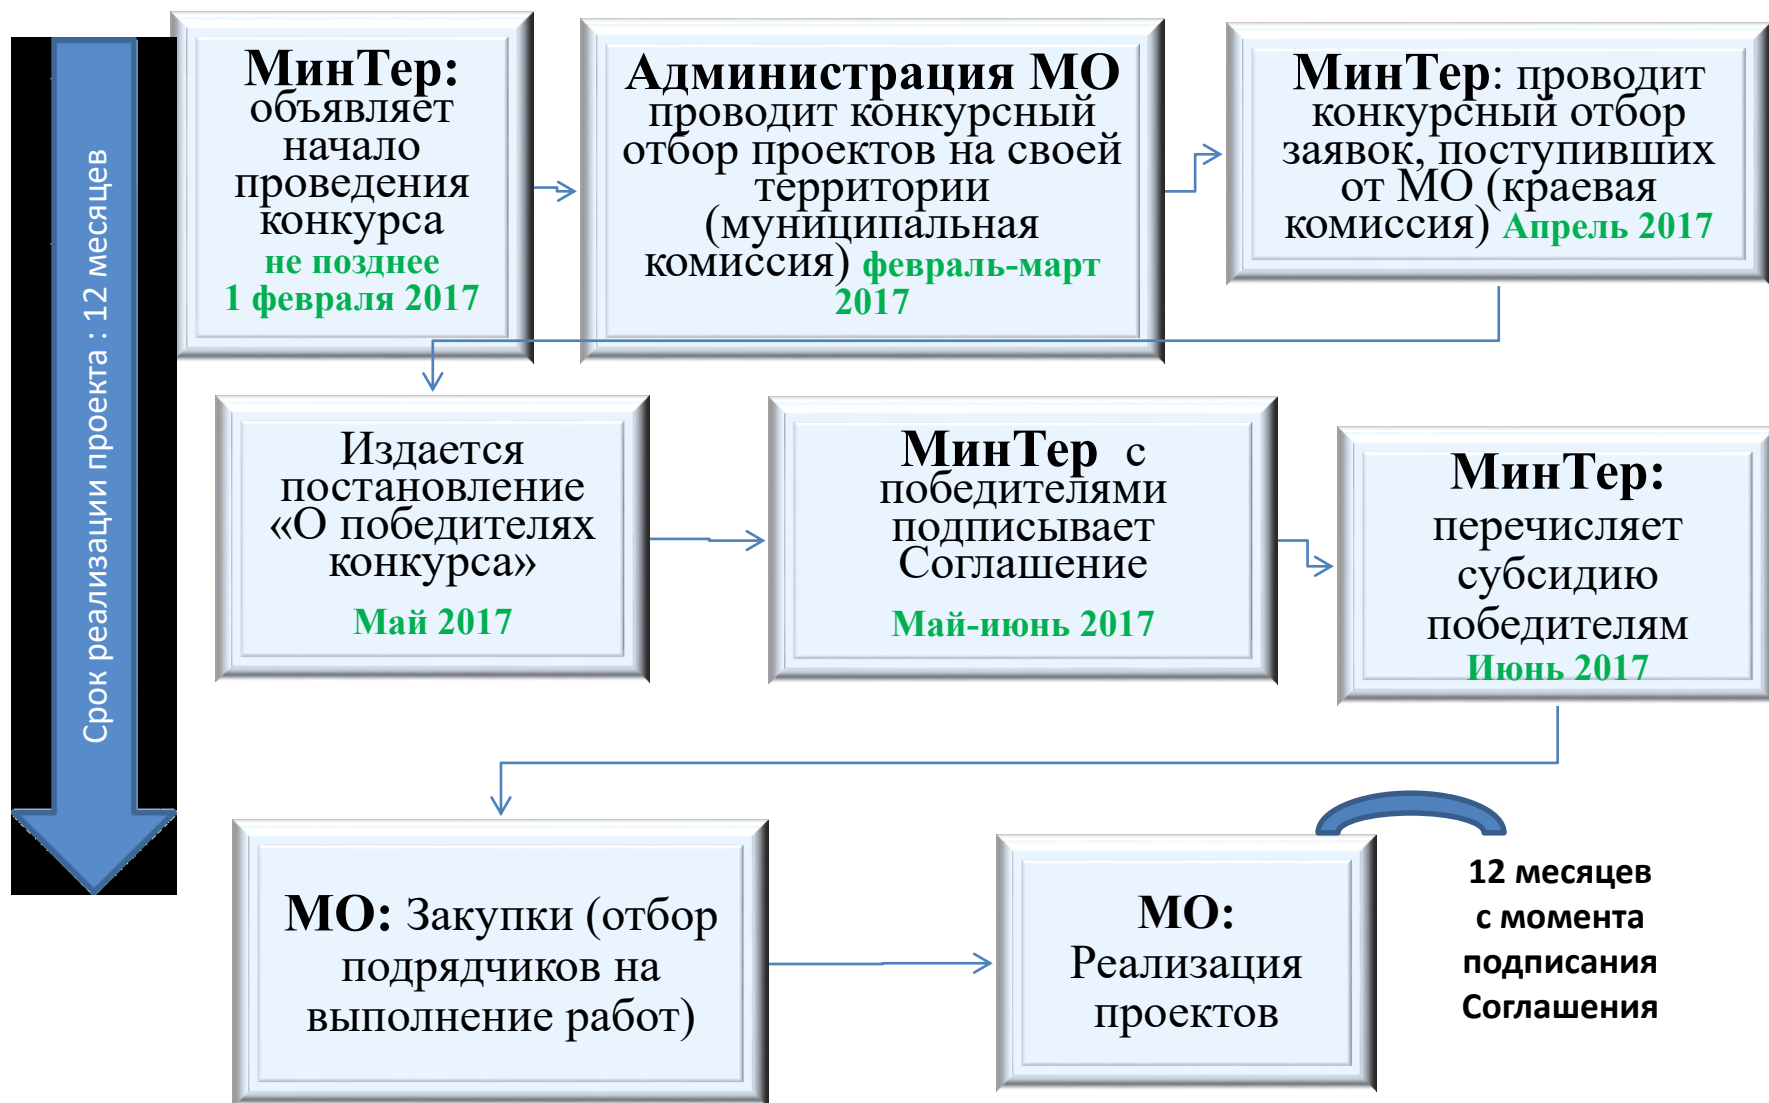 Срок реализации проекта : 12 месяцев
МинТер:
объявляет
начало
проведения
конкурса
не позднее
1 февраля 2017
Администрация МО
проводит конкурсный
отбор проектов на своей
территории
(муниципальная
комиссия) февраль-март
2017
МинТер: проводит
конкурсный отбор
заявок, поступивших
от МО (краевая
комиссия) Апрель 2017
Издается
постановление
«О победителях
конкурса»
Май 2017
МинТер с
победителями
подписывает
Соглашение
Май-июнь 2017
МинТер:
перечисляет
субсидию
победителям
Июнь 2017
МО: Закупки (отбор
подрядчиков на
выполнение работ)
МО:
Реализация
проектов
12 месяцев
с момента
подписания
Соглашения